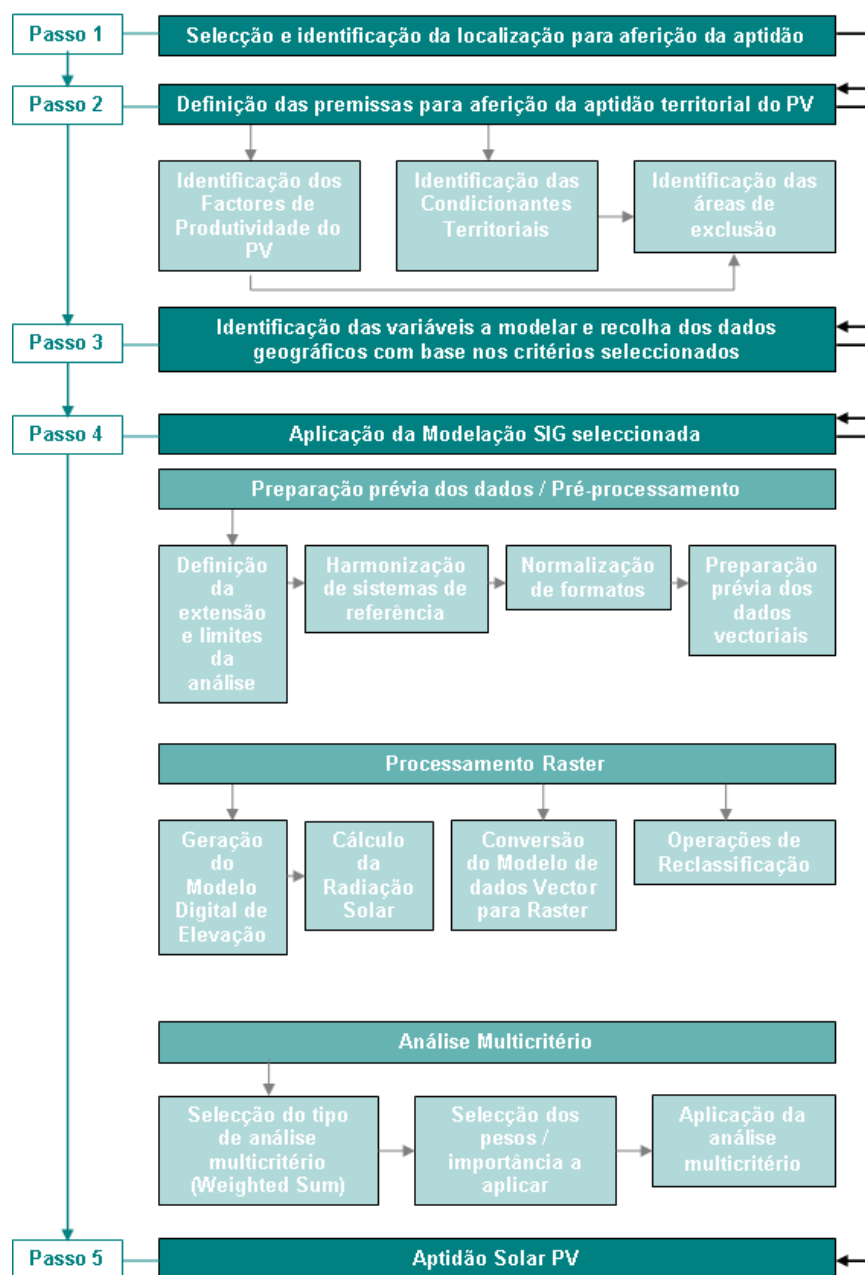 Passo 1
Selecção e identificação da localização para aferição da aptidão
Passo 2
Definição das premissas para aferição da aptidão territorial do PV
Identificação dos
Factores de
Produtividade do
PV
Identificação das
Condicionantes
Territoriais
Identificação das
áreas de
exclusão
Passo 3
Identificação das variáveis a modelar e recolha dos dados
geográficos com base nos critérios seleccionados
Passo 4
Aplicação da Modelação SIG seleccionada
Preparação prévia dos dados / Pré-processamento
Definição
da
extensão
e limites
da
análise
Harmonização
de sistemas de
referência
Normalização
de formatos
Preparação
prévia dos
dados
vectoriais
Processamento Raster
Geração
do
Modelo
Digital de
Elevação
Cálculo
da
Radiação
Solar
Conversão
do Modelo de
dados Vector
para Raster
Operações de
Reclassificação
Análise Multicritério
Selecção do tipo
de análise
multicritério
(Weighted Sum)
Selecção dos
pesos /
importância a
aplicar
Aplicação da
análise
multicritério
Passo 5
Aptidão Solar PV